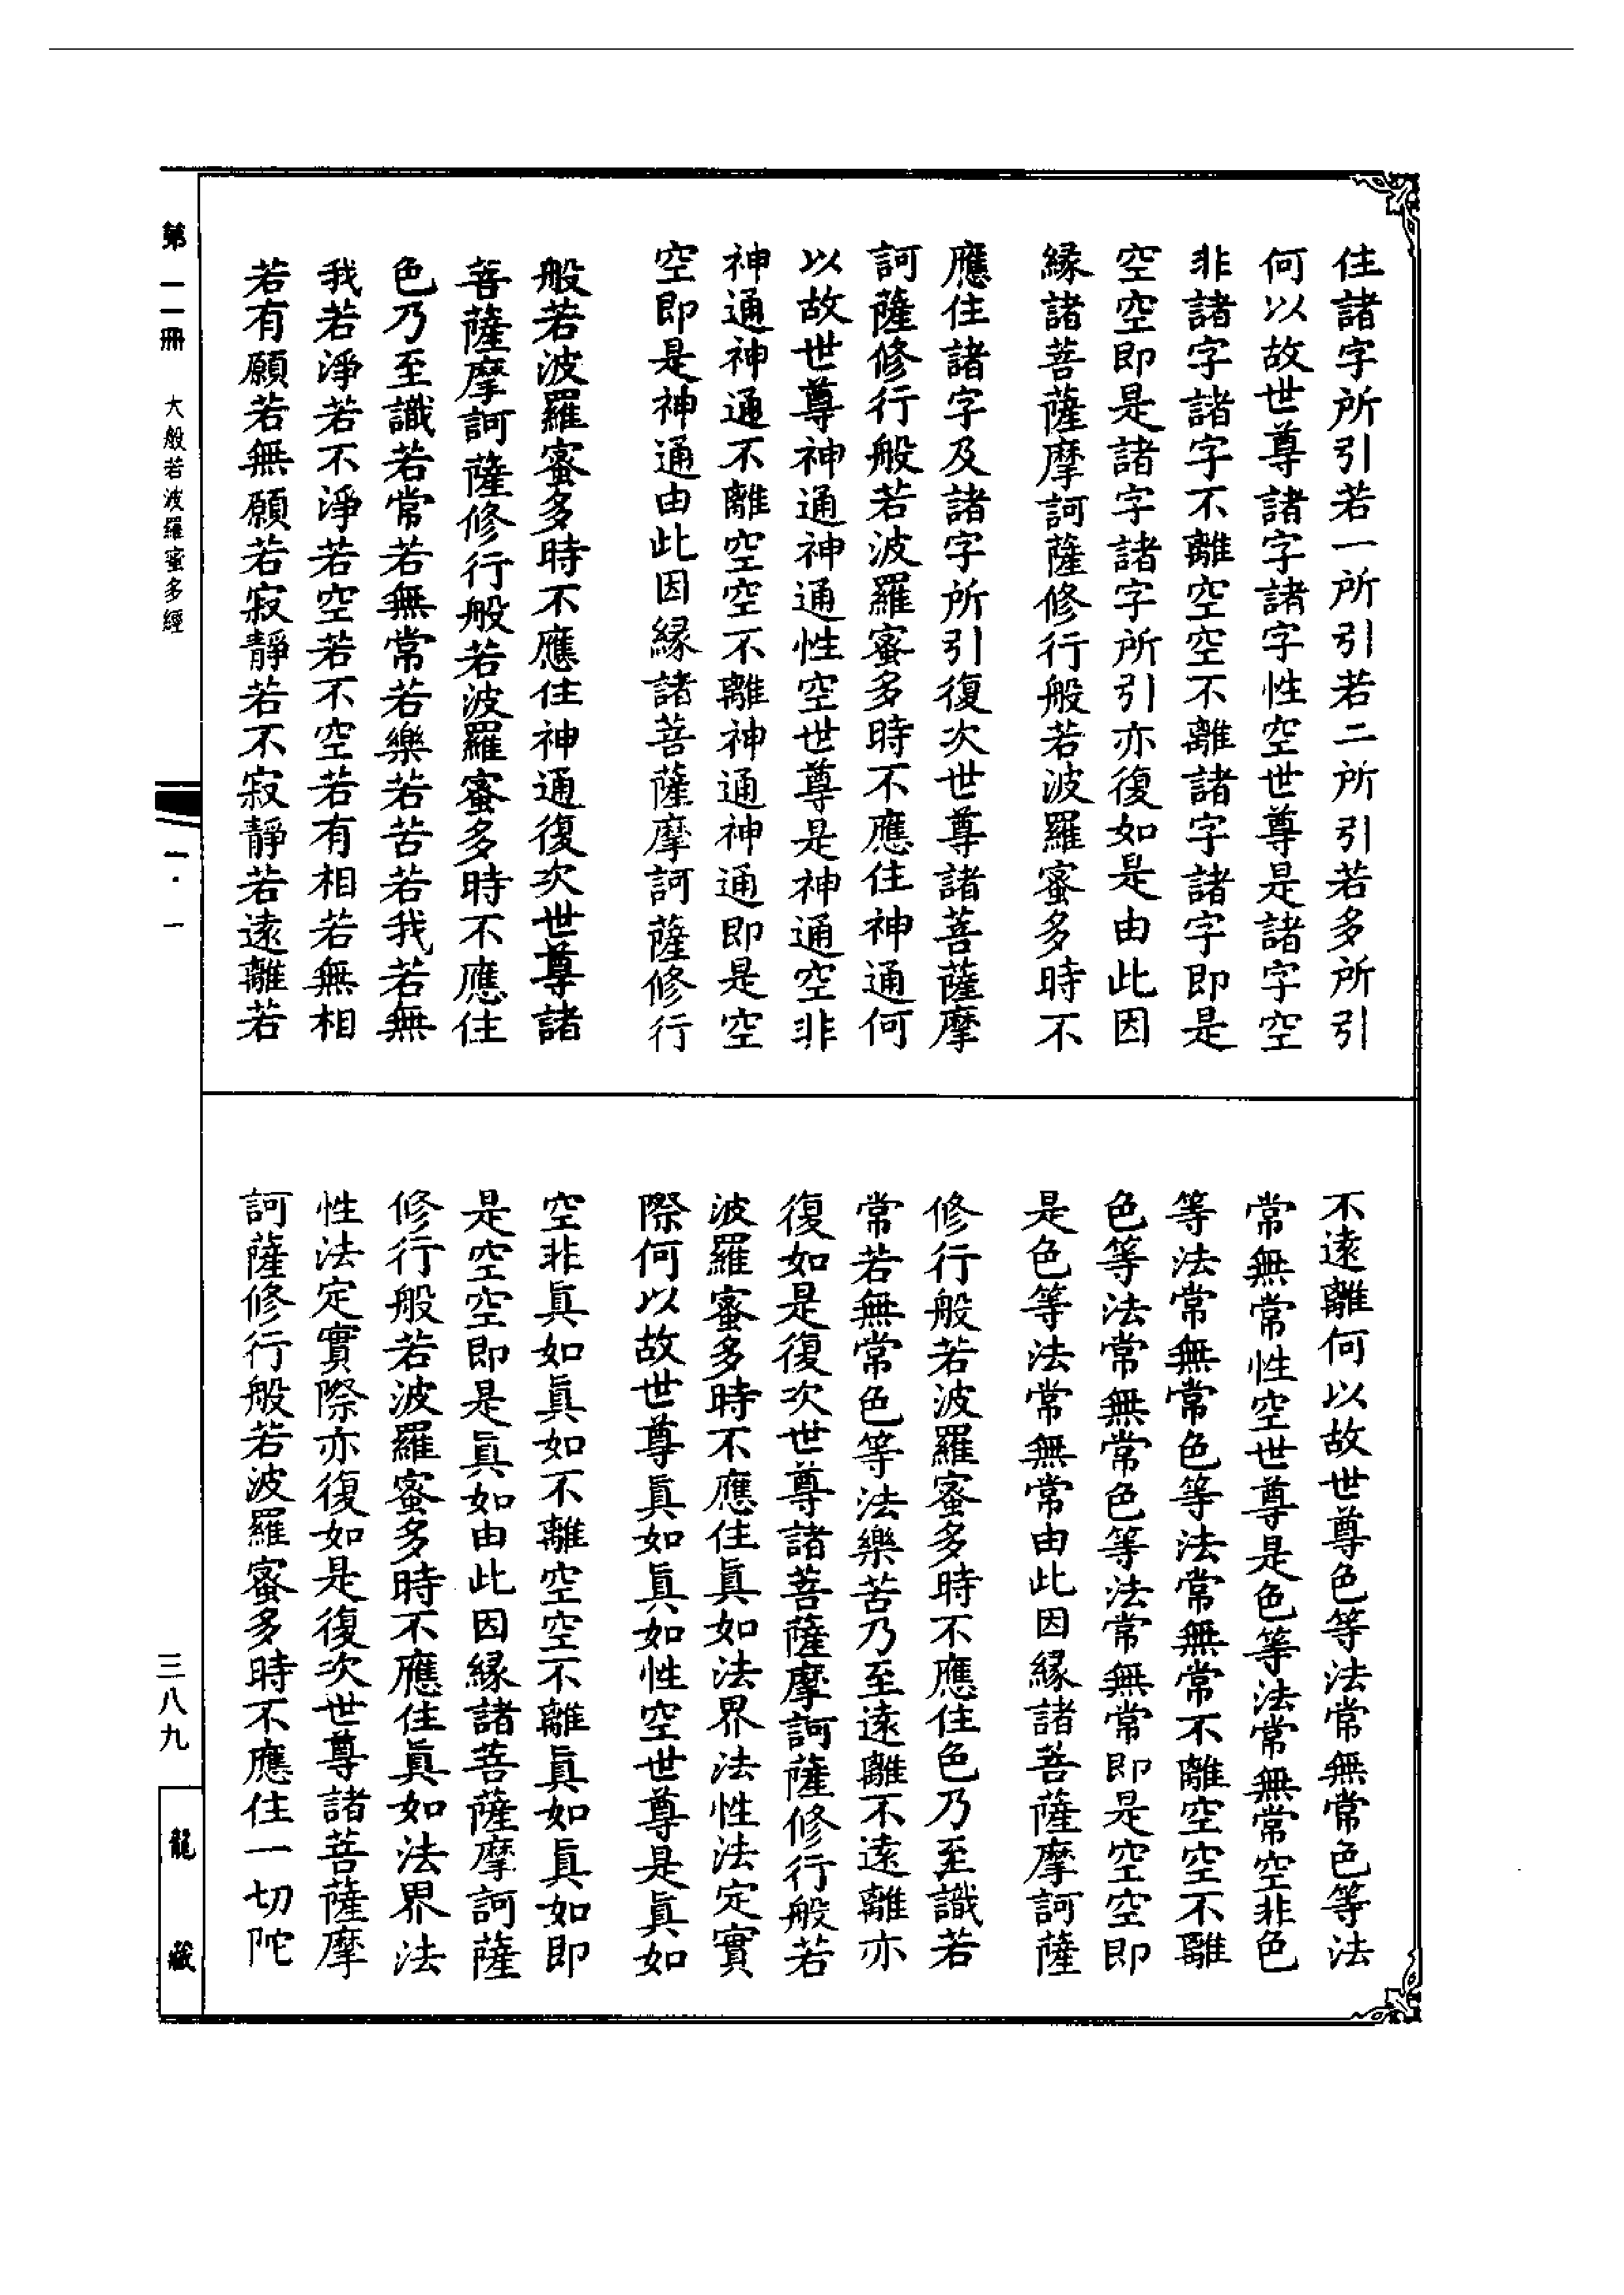 住諸字所引若一所引若二所引若多所引
何以故世尊諸字諸字性空世尊是諸字空
非諸字諸字不離空空不離諸字諸字即是
空空即是諸字諸字所引亦復如是由此因
緣諸菩薩摩訶薩修行般若波羅蜜多時不
應住諸字及諸字所引復次世尊諸菩薩摩
訶薩修行般若波羅蜜多時不應住神通何
以故世尊神通神通性空世尊是神通空非
神通神通不離空空不離神通神通即是空
空即是神通由此因緣諸菩薩摩訶薩修行
般若波羅蜜多時不應住神通復次世尊諸
菩薩摩訶薩修行般若波羅蜜多時不應住
色乃至識若常若無常若樂若苦若我若無
我若淨若不淨若空若不空若有相若無相
若有願若無願若寂靜若不寂靜若遠離若
不遠離何以故世尊色等法常無常色等法
常無常性空世尊是色等法常無常空非色
等法常無常色等法常無常不離空空不離
色等法常無常色等法常無常即是空空即
是色等法常無常由此因緣諸菩薩摩訶薩
修行般若波羅蜜多時不應住色乃至識若
常若無常色等法樂苦乃至遠離不遠離亦
復如是復次世尊諸菩薩摩訶薩修行般若
波羅蜜多時不應住眞如法界法性法定實
際何以故世尊眞如眞如性空世尊是眞如
空非眞如眞如不離空空不離眞如眞如即
是空空即是眞如由此因緣諸菩薩摩訶薩
修行般若波羅蜜多時不應住眞如法界法
性法定實際亦復如是復次世尊諸菩薩摩
訶薩修行般若波羅蜜多時不應住一切陀
第一一冊 大般若波羅蜜多經 一·一 三八九 龍藏